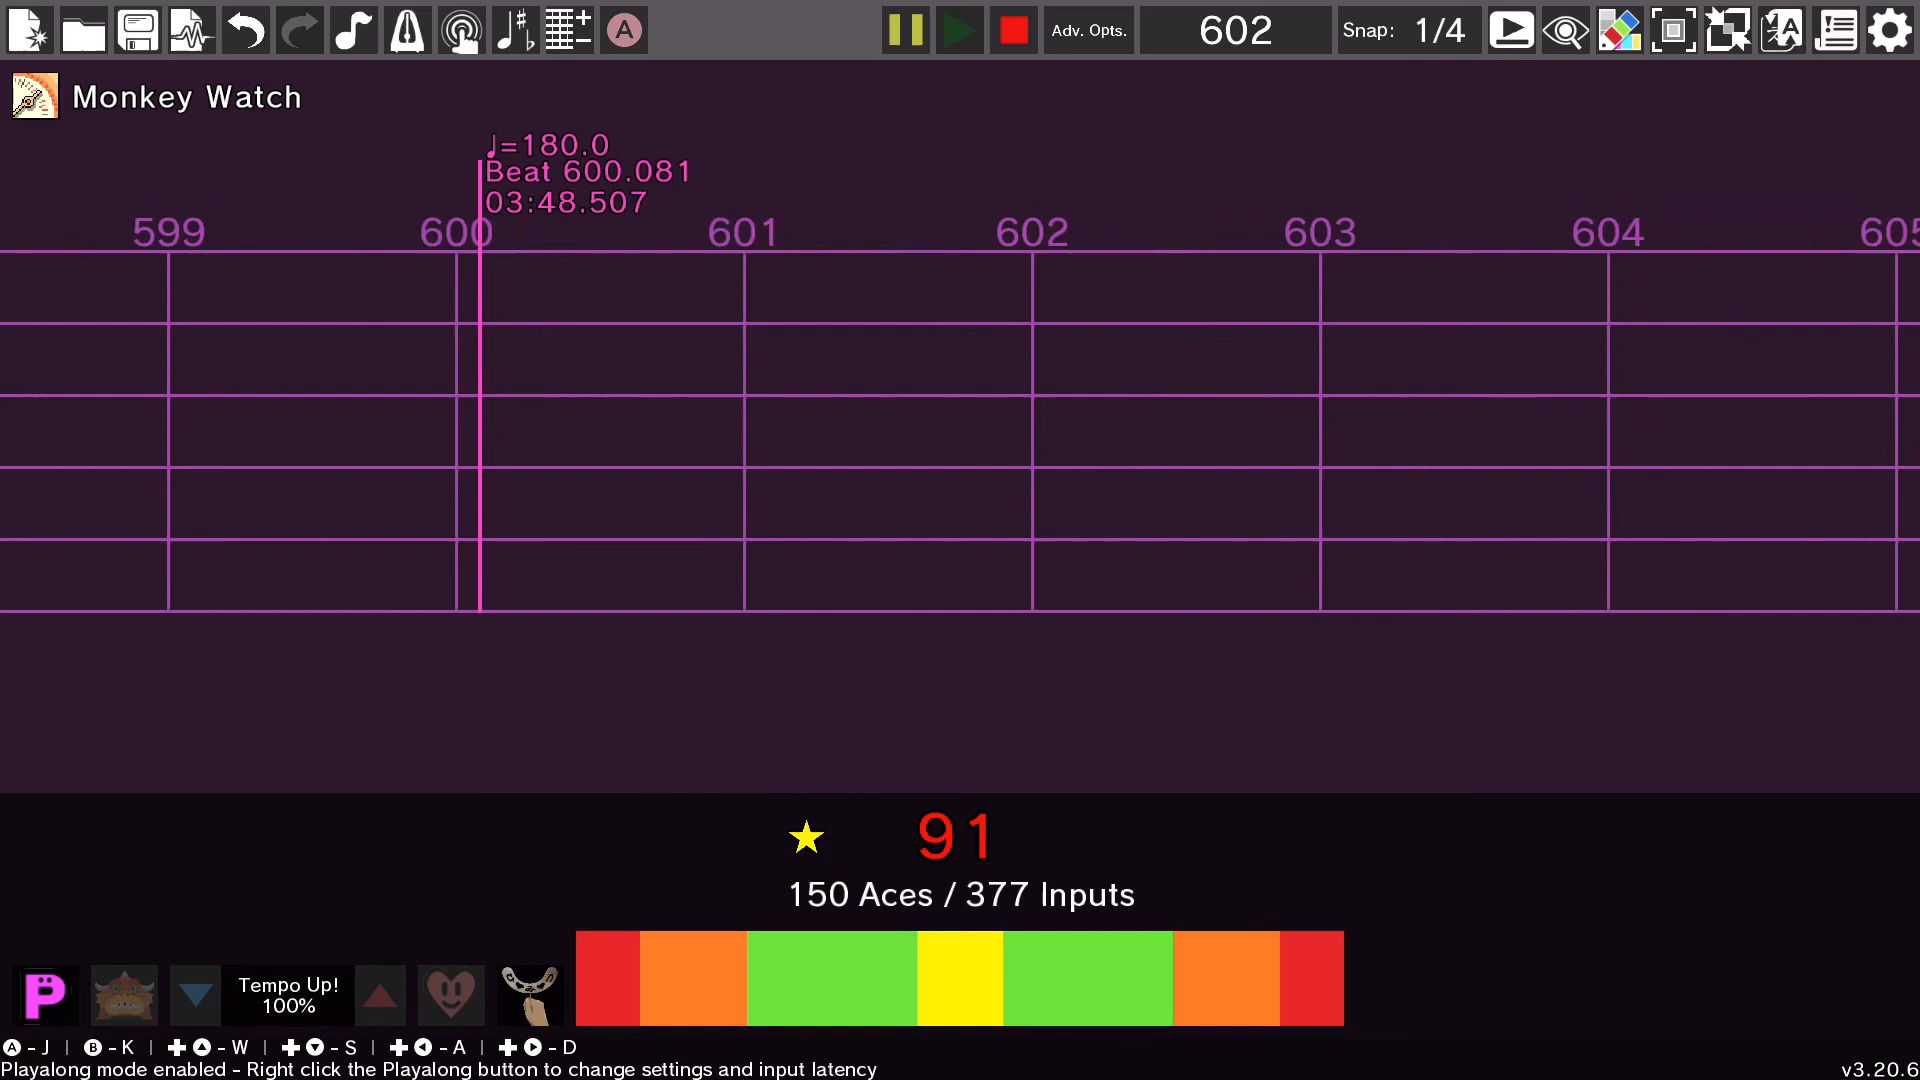 A
Adv. Opts.
602
Snap: 1/4
A
Monkey Watch
♩=180.0
Beat 600.081
03:48.507
599 600 601 602 603 604 605
★ 91
150 Aces / 377 Inputs
P
Tempo Up!
100%
A - J | B - K | ✚▲ - W | ✚▼ - S | ✚◀ - A | ✚▶ - D
Playalong mode enabled - Right click the Playalong button to change settings and input latency
v3.20.6